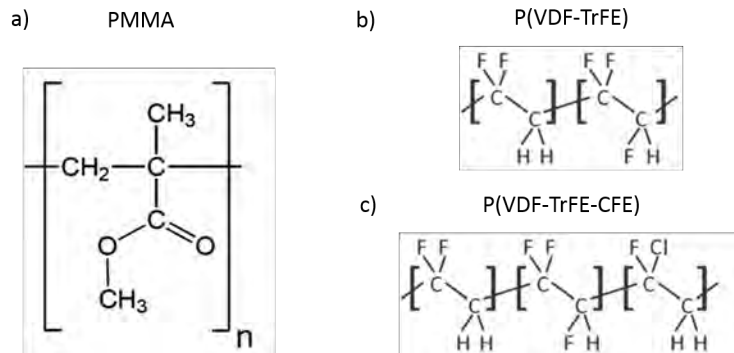 a) PMMA
CH₃
CH₂ C
C
O O
CH₃
n
b) P(VDF-TrFE)
F F F F
C C
[ C ] [ C ]
H H F H
c) P(VDF-TrFE-CFE)
F F F F F Cl
C C C
[ C ] [ C ] [ C ]
H H F H H H